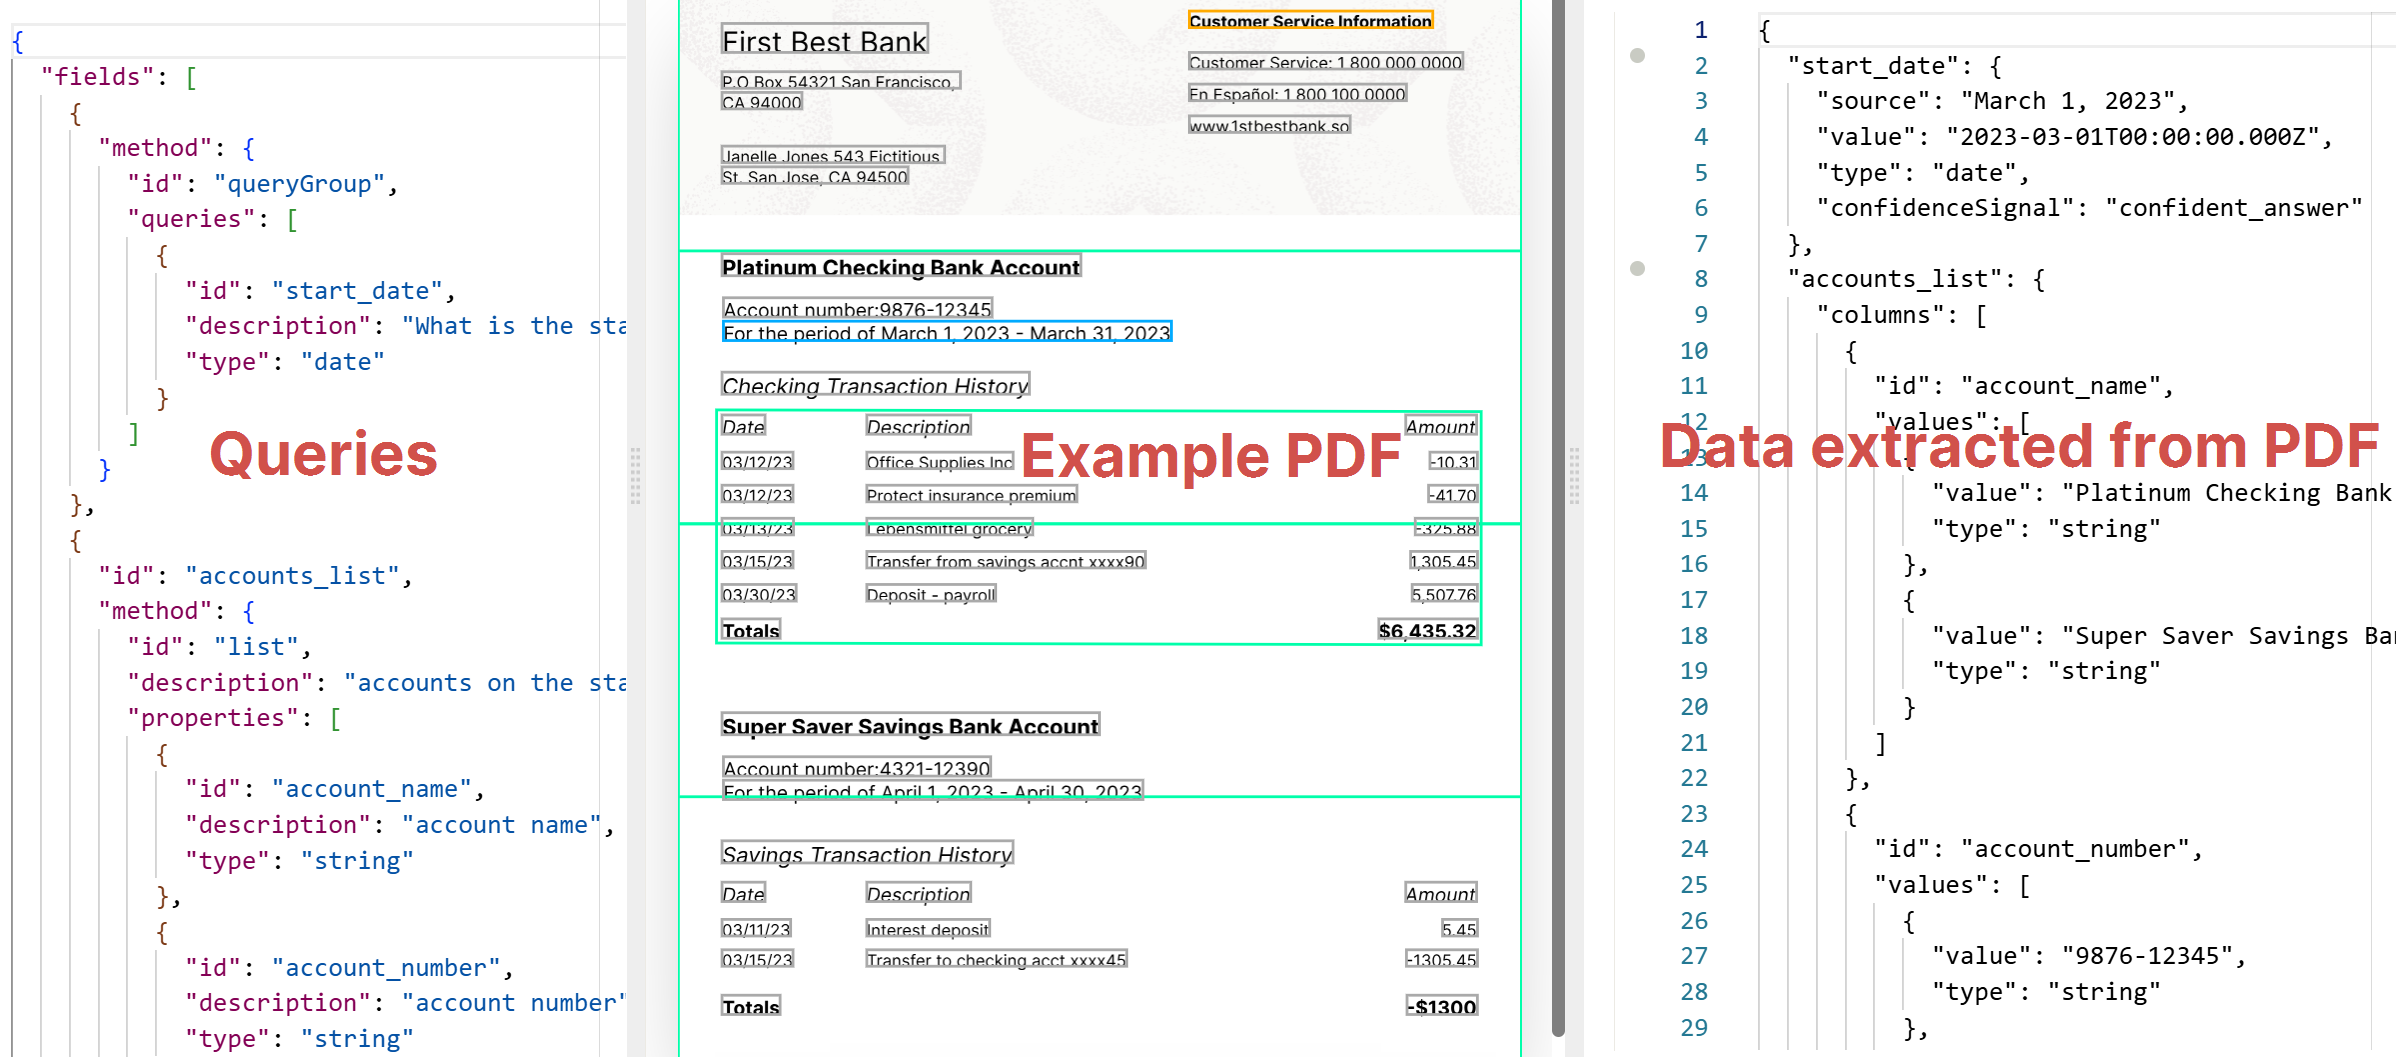 {
"fields": [
{
"method": {
"id": "queryGroup",
"queries": [
{
"id": "start_date",
"description": "What is the sta
"type": "date"
}
]
}
},
{
"id": "accounts_list",
"method": {
"id": "list",
"description": "accounts on the sta
"properties": [
{
"id": "account_name",
"description": "account name",
"type": "string"
},
{
"id": "account_number",
"description": "account number"
"type": "string"
Queries
First Best Bank
P.O Box 54321 San Francisco,
CA 94000
Janelle Jones 543 Fictitious
St. San Jose, CA 94500
Customer Service Information
Customer Service: 1 800 000 0000
En Español: 1 800 100 0000
www.1stbestbank.so
Platinum Checking Bank Account
Account number:9876-12345
For the period of March 1, 2023 - March 31, 2023
Checking Transaction History
Date Description Amount
03/12/23 Office Supplies Inc -10.31
03/12/23 Protect insurance premium -41.70
03/13/23 Lebensmittel grocery -325.88
03/15/23 Transfer from savings accnt xxxx90 1,305.45
03/30/23 Deposit - payroll 5,507.76
Totals $6,435.32
Example PDF
Super Saver Savings Bank Account
Account number:4321-12390
For the period of April 1, 2023 - April 30, 2023
Savings Transaction History
Date Description Amount
03/11/23 Interest deposit 5.45
03/15/23 Transfer to checking acct xxxx45 -1305.45
Totals -$1300
1 {
2 "start_date": {
3 "source": "March 1, 2023",
4 "value": "2023-03-01T00:00:00.000Z",
5 "type": "date",
6 "confidenceSignal": "confident_answer"
7 },
8 "accounts_list": {
9 "columns": [
10 {
11 "id": "account_name",
12 "values": [
13 {
14 "value": "Platinum Checking Bank
15 "type": "string"
16 },
17 {
18 "value": "Super Saver Savings Ba
19 "type": "string"
20 }
21 ]
22 },
23 {
24 "id": "account_number",
25 "values": [
26 {
27 "value": "9876-12345",
28 "type": "string"
29 },
Data extracted from PDF